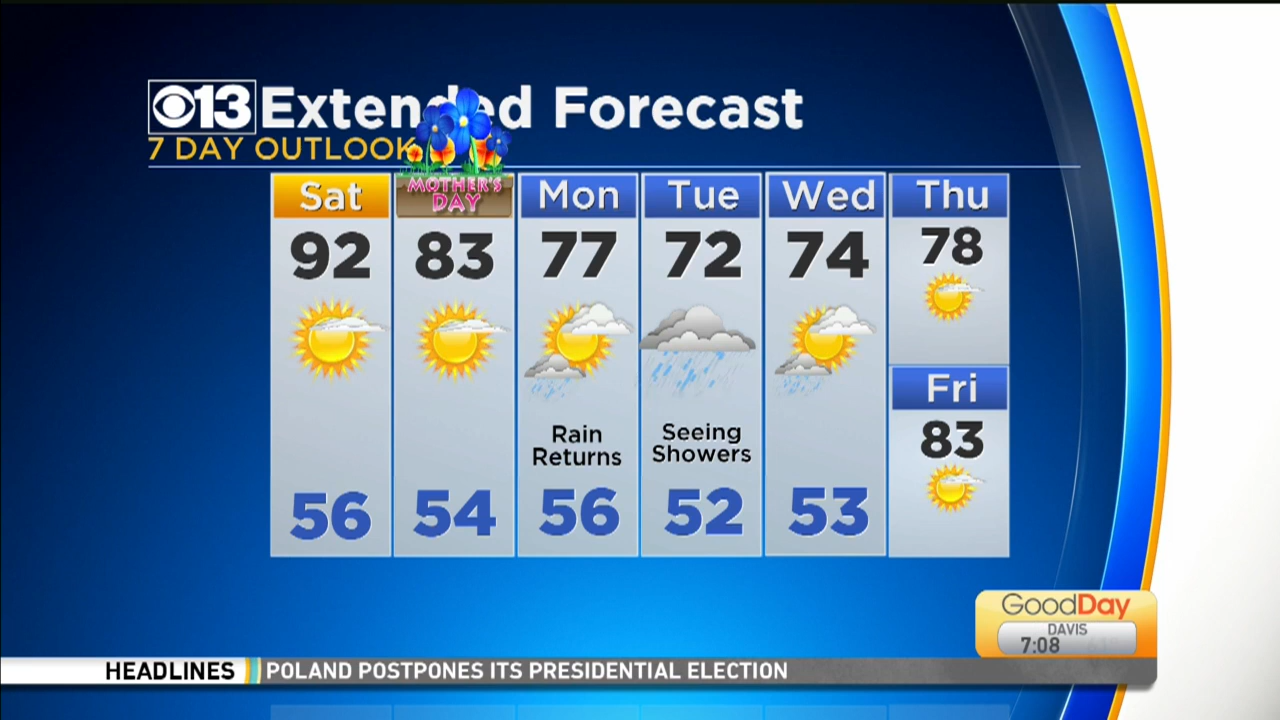 13 Extended Forecast
7 DAY OUTLOOK
Sat
92
56
MOTHER'S
DAY
83
54
Mon
77
Rain
Returns
56
Tue
72
Seeing
Showers
52
Wed
74
53
Thu
78
Fri
83
GoodDay
DAVIS
7:08
HEADLINES POLAND POSTPONES ITS PRESIDENTIAL ELECTION